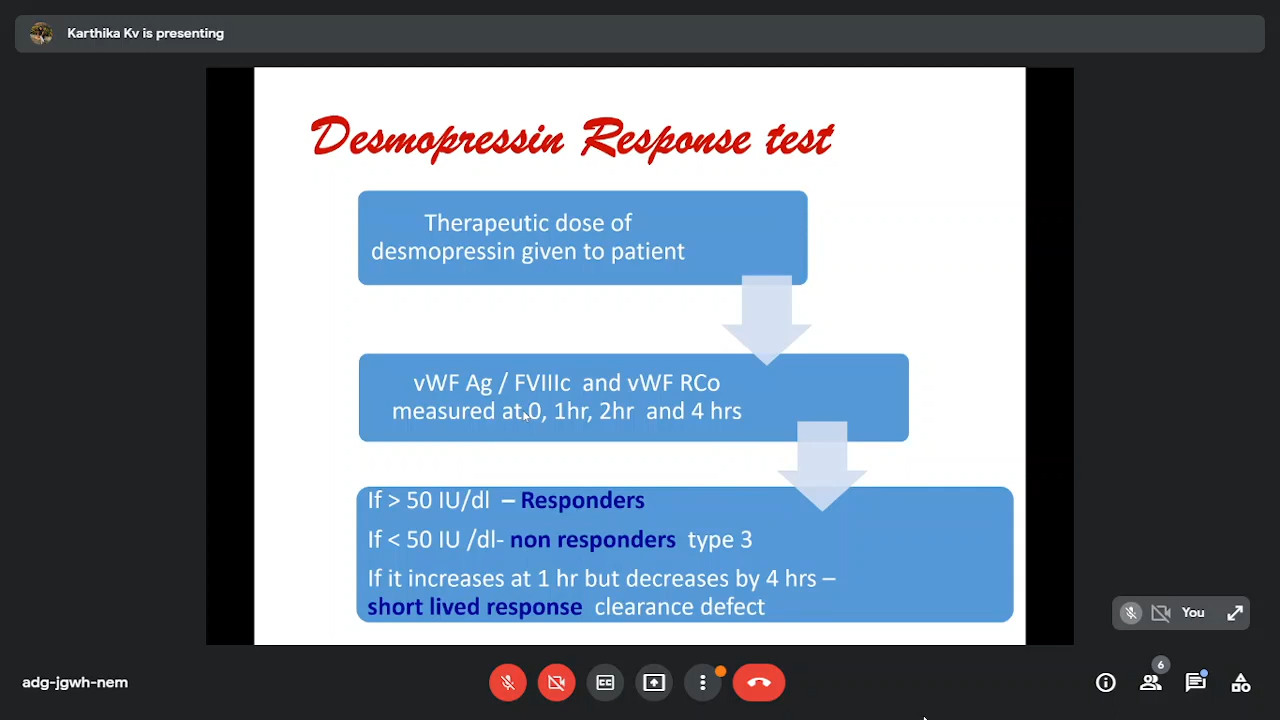 Karthika Kv is presenting
Desmopressin Response test
Therapeutic dose of
desmopressin given to patient
vWF Ag / FVIIIc and vWF RCo
measured at 0, 1hr, 2hr and 4 hrs
If > 50 IU/dl – Responders
If < 50 IU /dl- non responders type 3
If it increases at 1 hr but decreases by 4 hrs –
short lived response clearance defect
You
adg-jgwh-nem
6